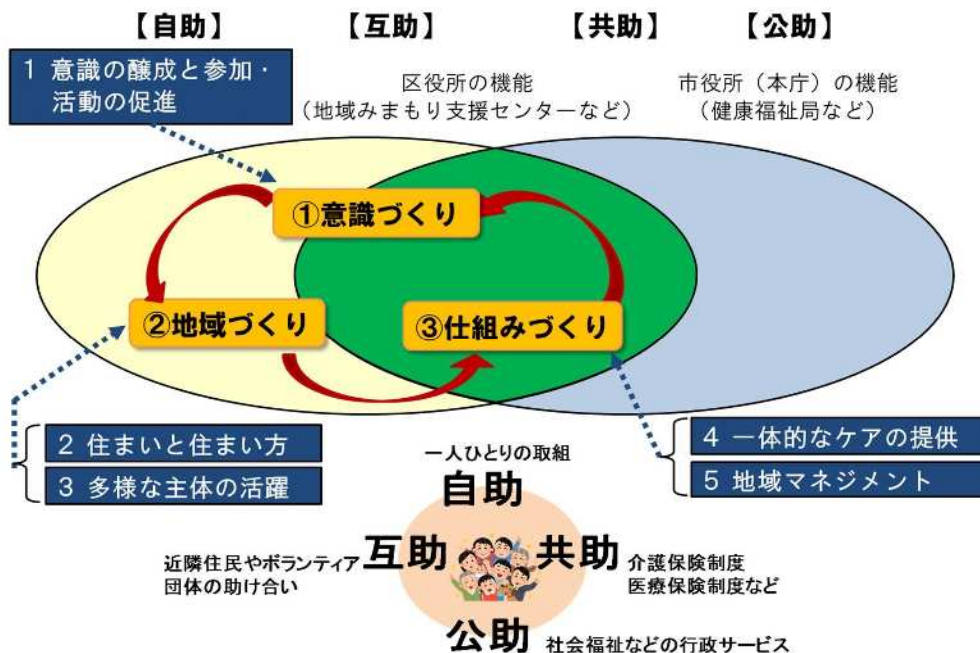 【自助】
【互助】
【共助】
【公助】
1 意識の醸成と参加・
活動の促進
区役所の機能
（地域みまもり支援センターなど）
市役所（本庁）の機能
（健康福祉局など）
①意識づくり
②地域づくり
③仕組みづくり
2 住まいと住まい方
3 多様な主体の活躍
4 一体的なケアの提供
5 地域マネジメント
一人ひとりの取組
自助
互助
近隣住民やボランティア
団体の助け合い
共助
介護保険制度
医療保険制度など
公助
社会福祉などの行政サービス